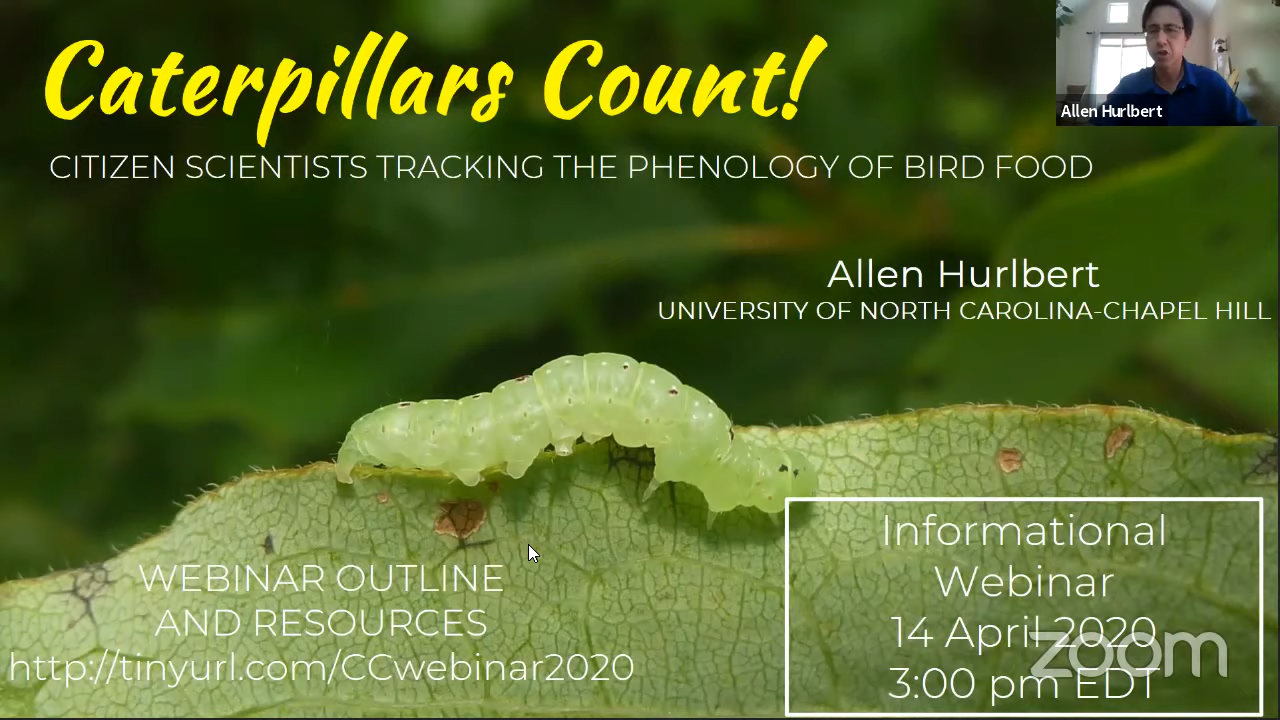 Caterpillars Count!
Allen Hurlbert
CITIZEN SCIENTISTS TRACKING THE PHENOLOGY OF BIRD FOOD
Allen Hurlbert
UNIVERSITY OF NORTH CAROLINA-CHAPEL HILL
WEBINAR OUTLINE
AND RESOURCES
http://tinyurl.com/CCwebinar2020
Informational
Webinar
14 April 2020
3:00 pm EDT
zoom